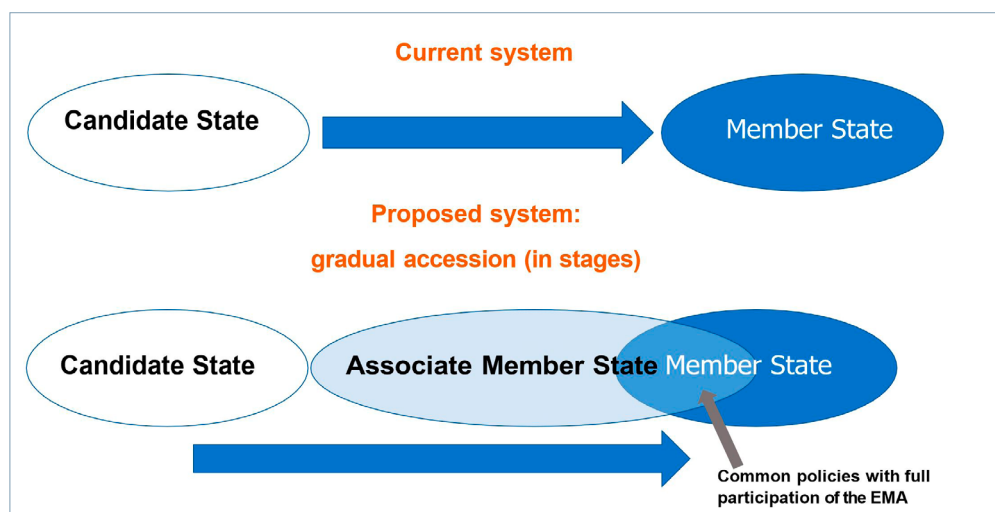 Current system
Candidate State
Member State
Proposed system:
gradual accession (in stages)
Candidate State
Associate Member State
Member State
Common policies with full
participation of the EMA